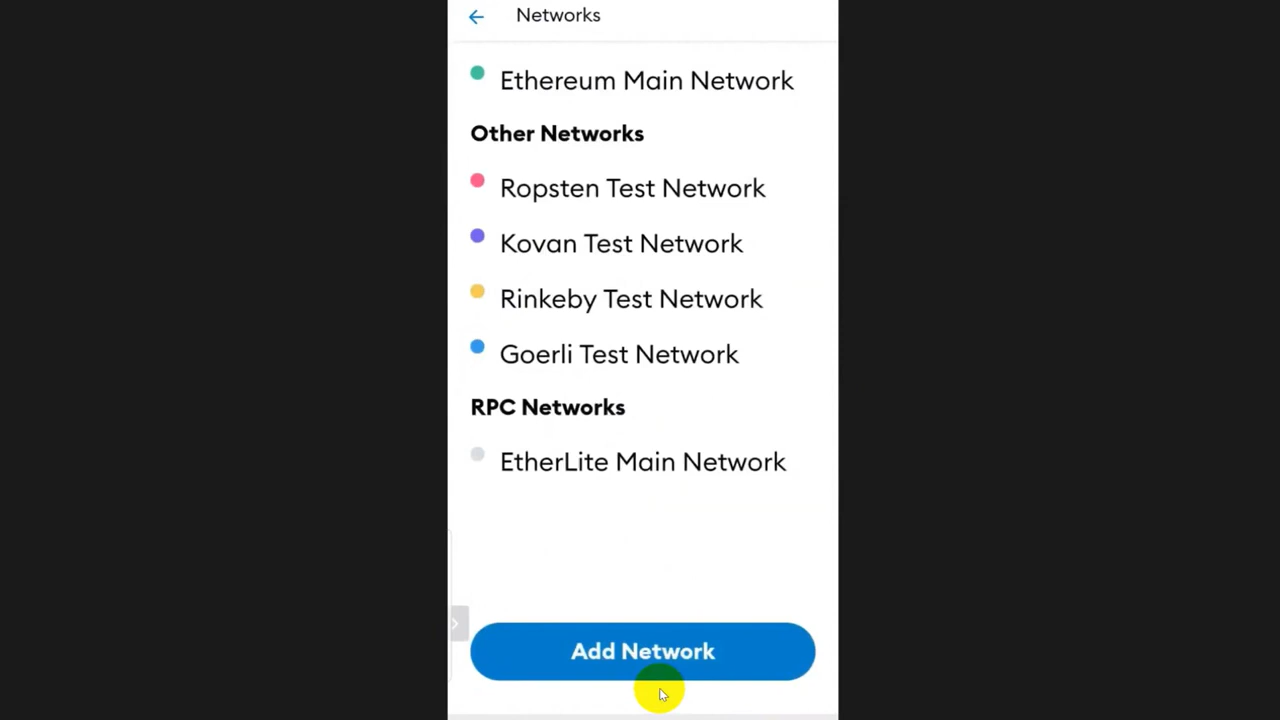 Networks
Ethereum Main Network
Other Networks
Ropsten Test Network
Kovan Test Network
Rinkeby Test Network
Goerli Test Network
RPC Networks
EtherLite Main Network
Add Network